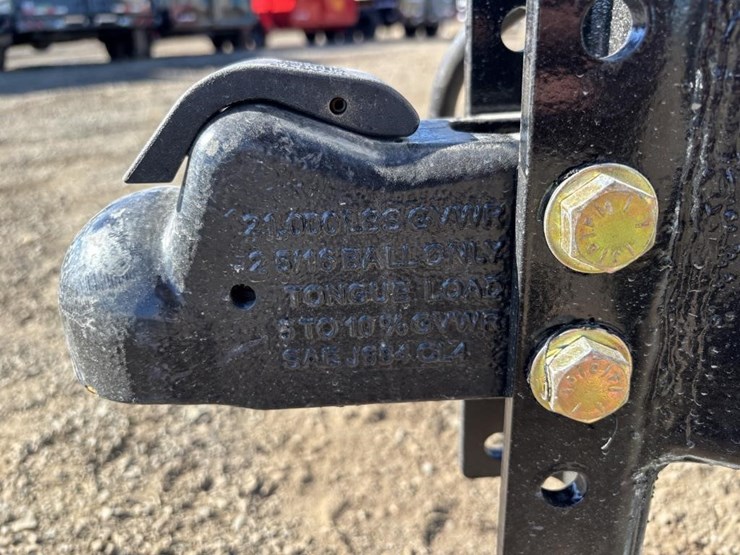 21,000 LBS GVWR
2 5/16 BALL ONLY
TONGUE LOAD
5 TO 10 % GVWR
SAE J684 CL4